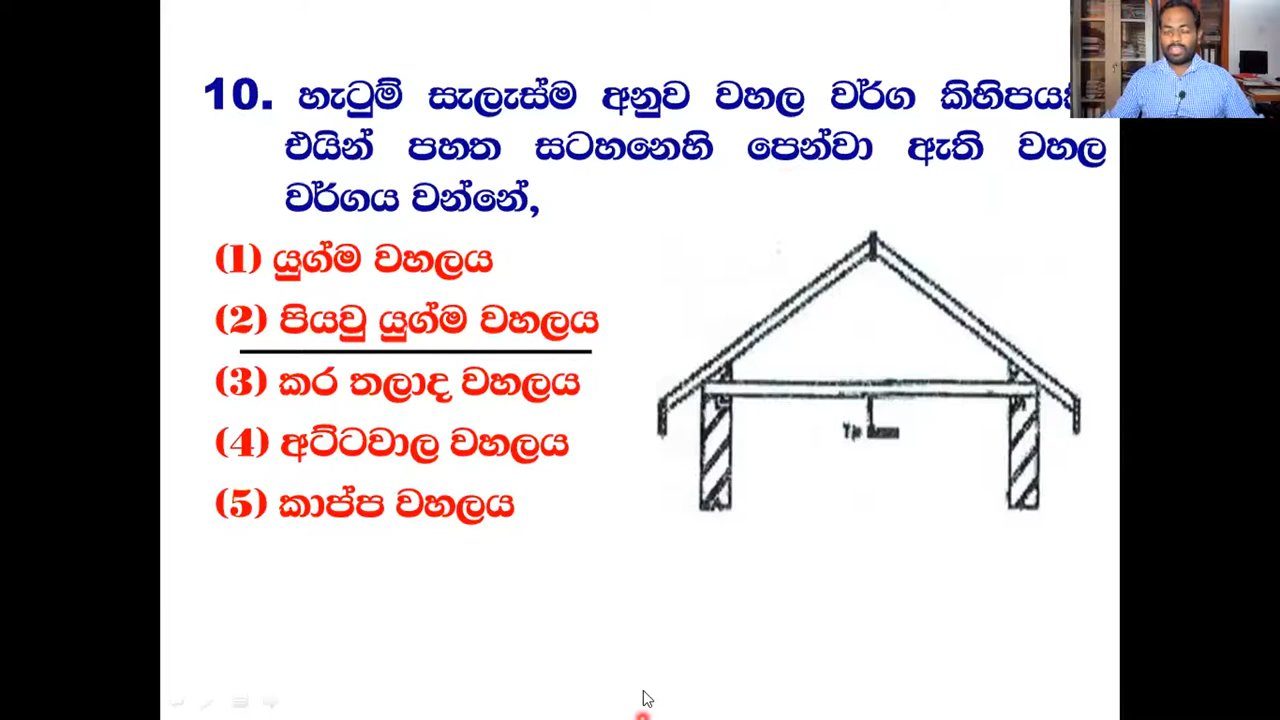 10. හැටුම් සැලැස්ම අනුව වහල වර්ග
එයින් පහත සටහනෙහි පෙන්වා ඇති වහල
වර්ගය වන්නේ,
(1) යුග්ම වහලය
(2) පියවු යුග්ම වහලය
(3) කර තලාද වහලය
(4) අට්ටවාල වහලය
(5) කාප්ප වහලය